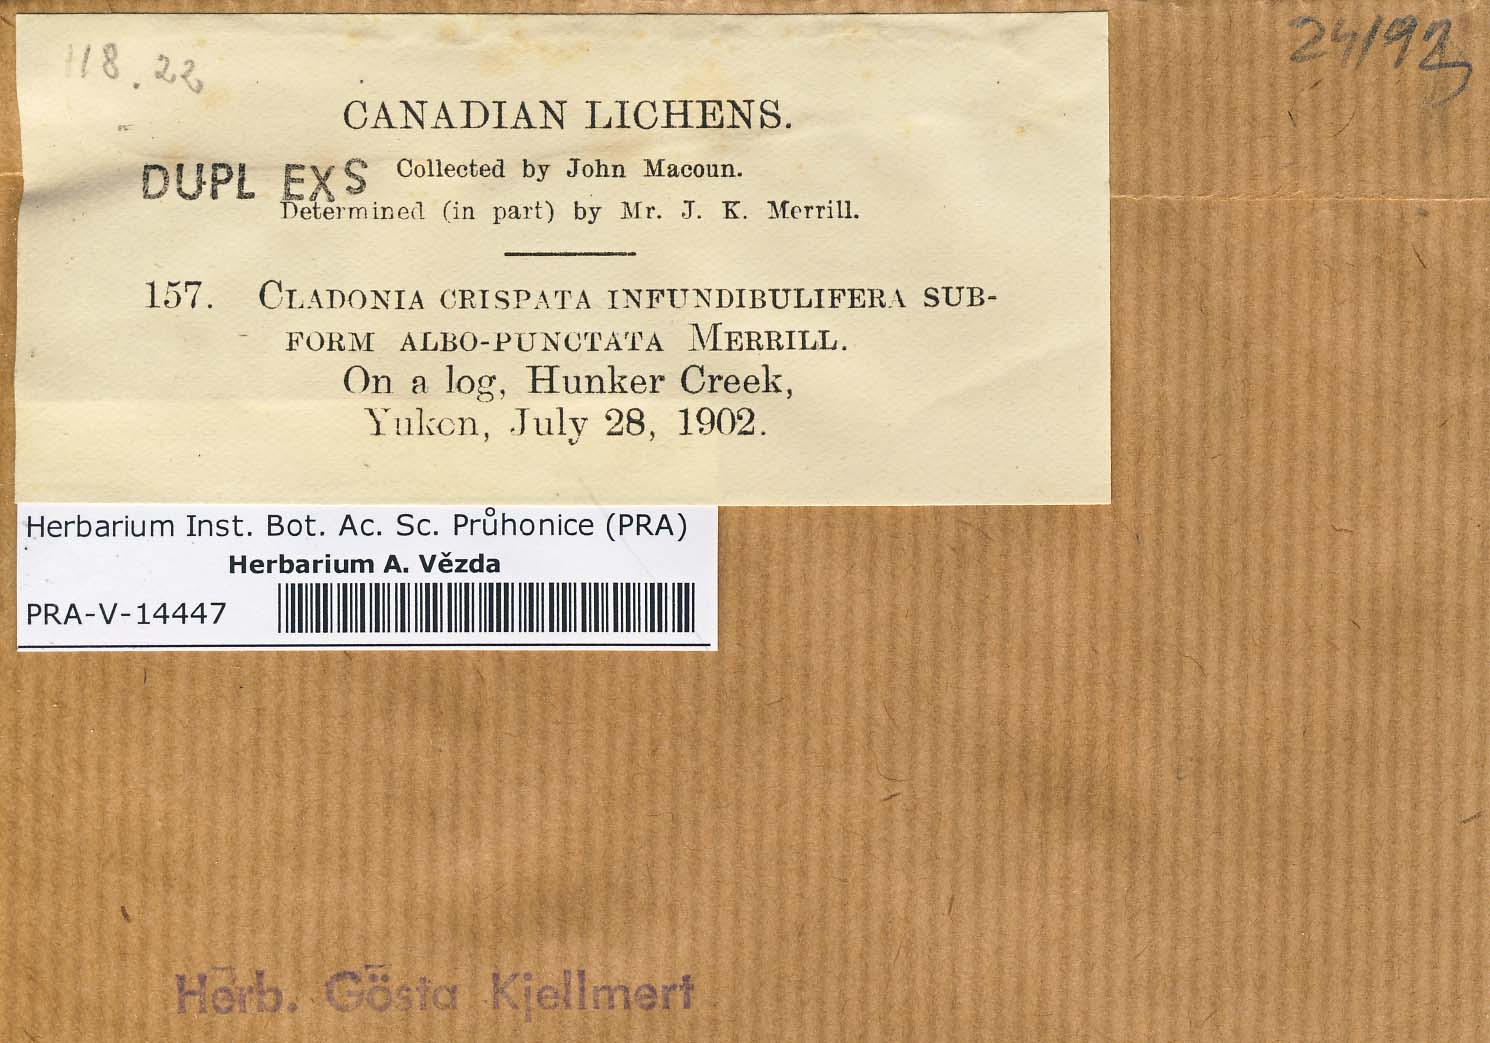 118.22
CANADIAN LICHENS.
DUPL EXS
Collected by John Macoun.
Determined (in part) by Mr. J. K. Merrill.
157. CLADONIA CRISPATA INFUNDIBULIFERA SUB-
FORM ALBO-PUNCTATA MERRILL.
On a log, Hunker Creek,
Yukon, July 28, 1902.
Herbarium Inst. Bot. Ac. Sc. Průhonice (PRA)
Herbarium A. Vězda
PRA-V-14447
Herb. Gösta Kjellmert